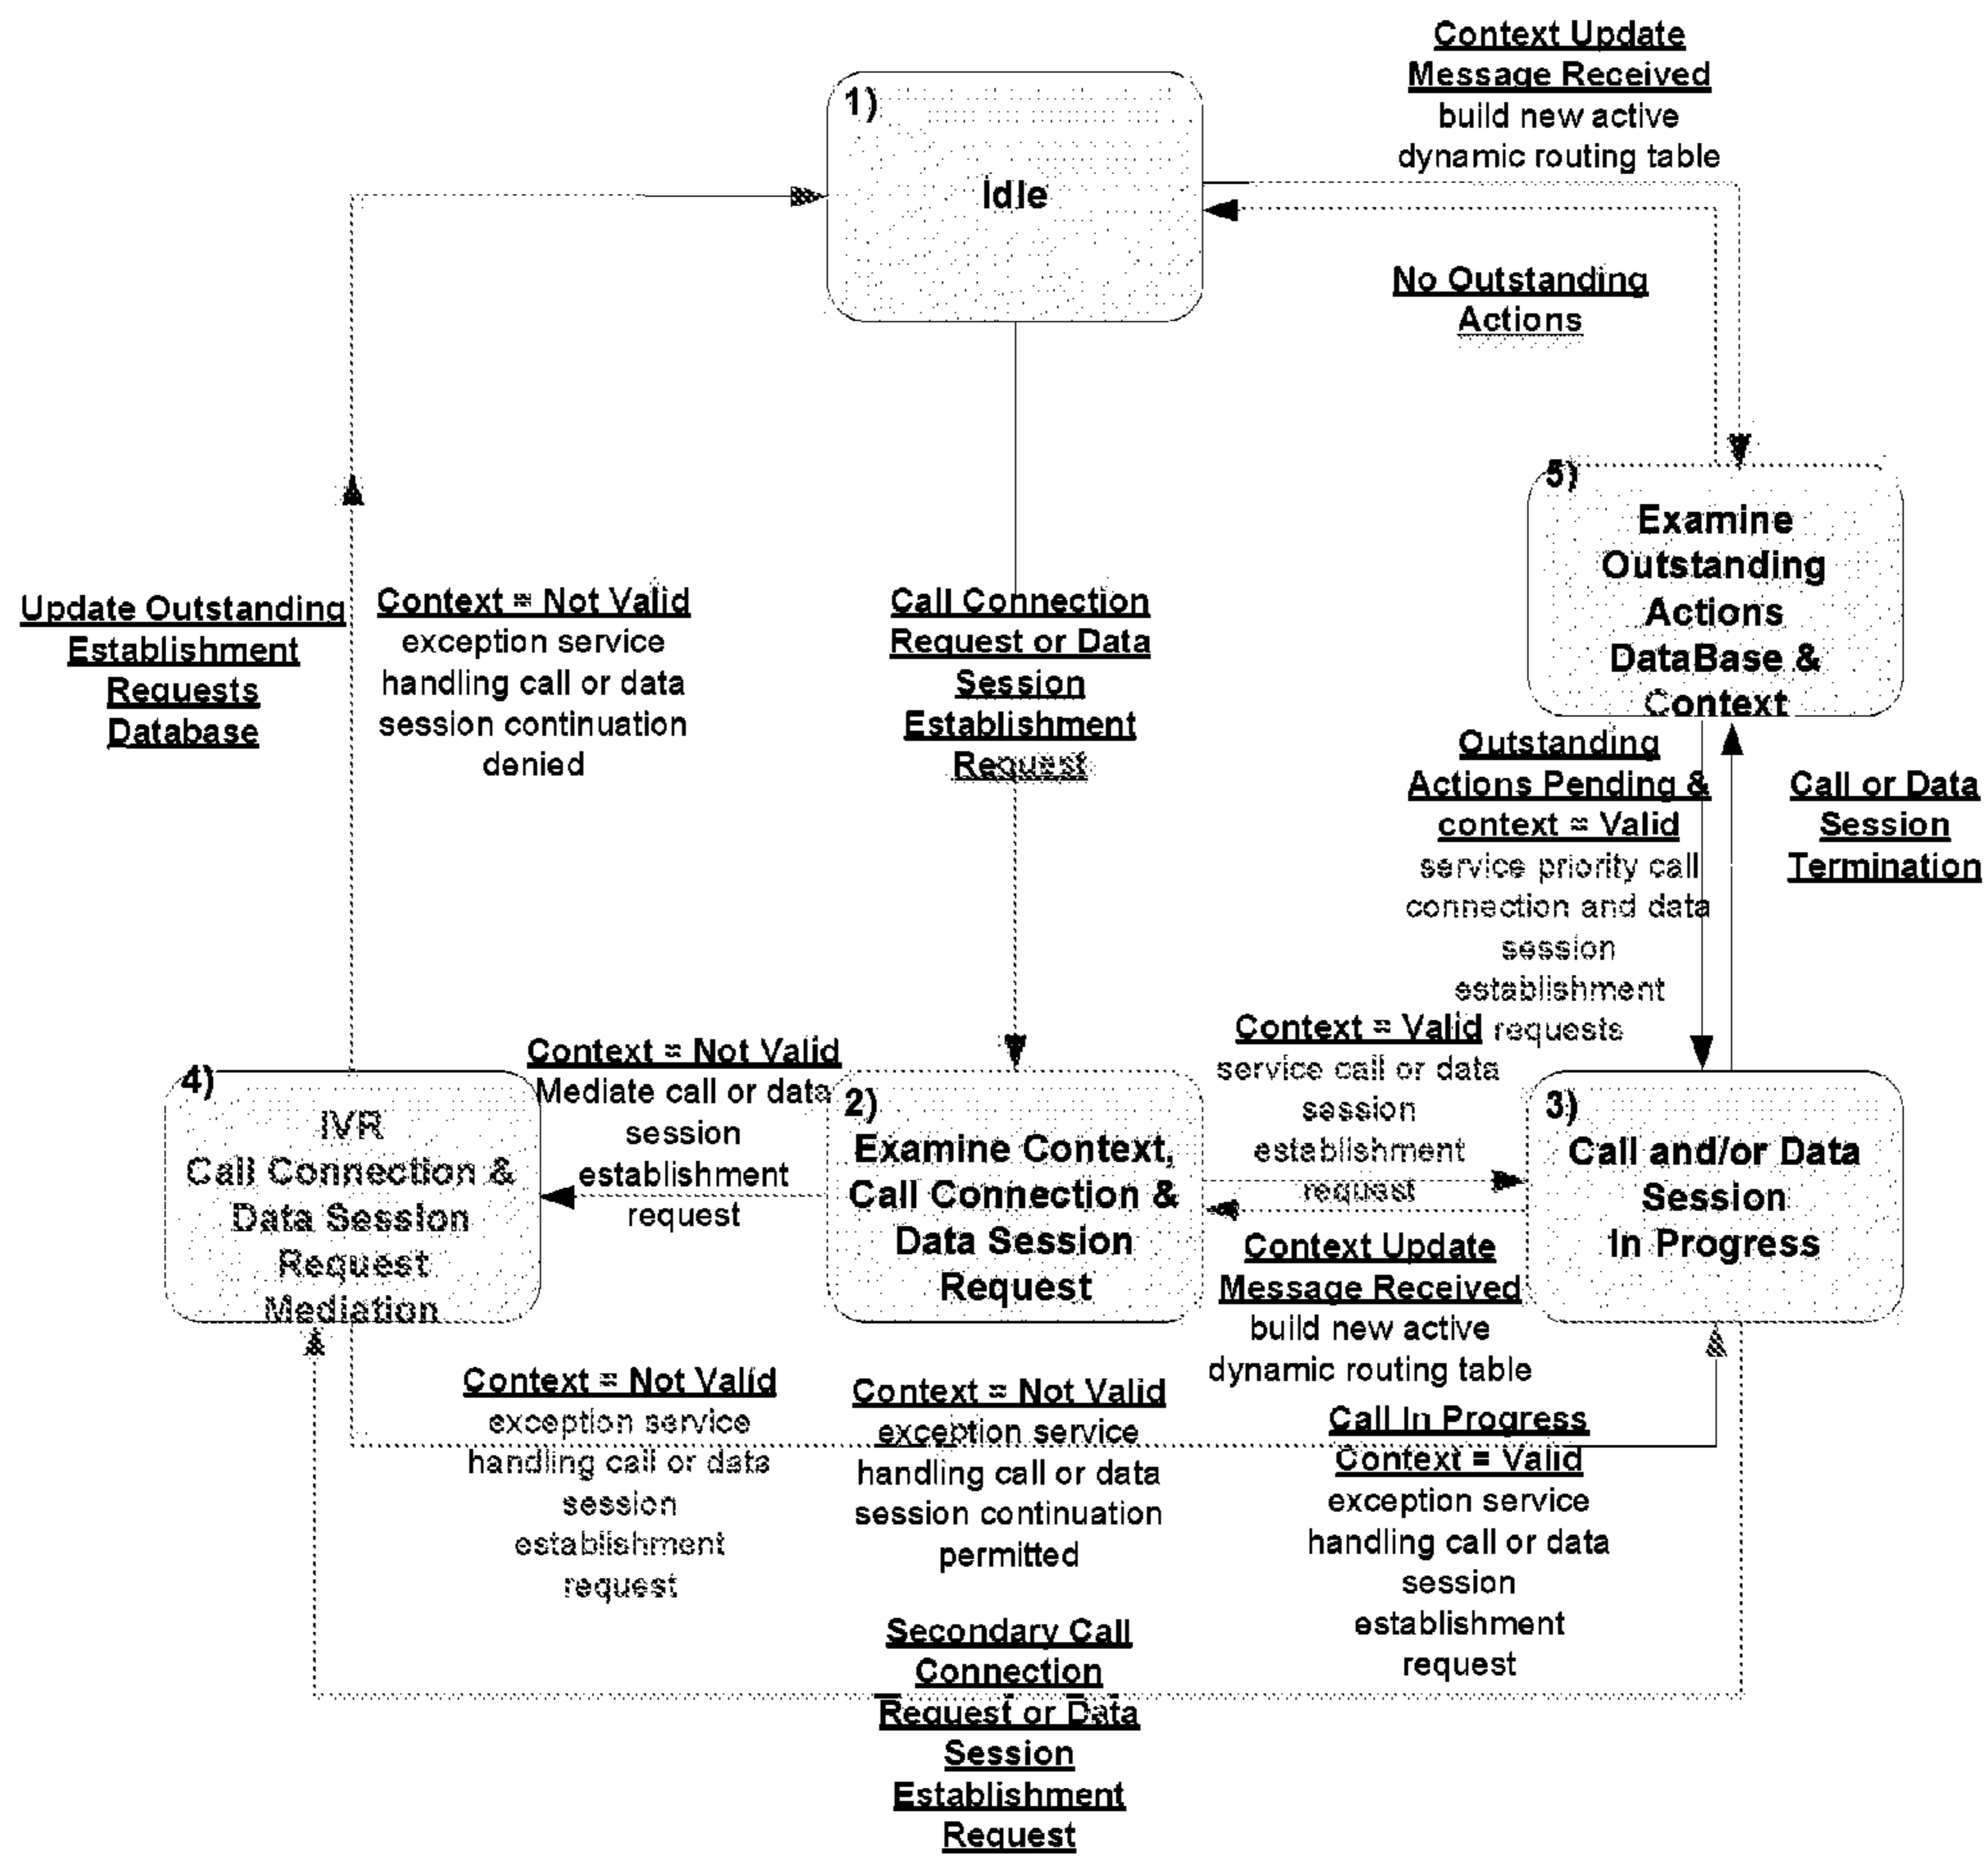 Context Update
Message Received
build new active
dynamic routing table
1)
Idle
No Outstanding
Actions
5)
Examine
Outstanding
Actions
DataBase &
Context
Update Outstanding
Establishment
Requests
Database
Context = Not Valid
exception service
handling call or data
session continuation
denied
Call Connection
Request or Data
Session
Establishment
Request
Outstanding
Actions Pending &
context = Valid
service priority call
connection and data
session
establishment
requests
Call or Data
Session
Termination
4)
IVR
Call Connection &
Data Session
Request
Mediation
Context = Not Valid
Mediate call or data
session
establishment
request
2)
Examine Context,
Call Connection &
Data Session
Request
Context = Valid
service call or data
session
establishment
request
3)
Call and/or Data
Session
In Progress
Context Update
Message Received
build new active
dynamic routing table
Context = Not Valid
exception service
handling call or data
session
establishment
request
Context = Not Valid
exception service
handling call or data
session continuation
permitted
Call In Progress
Context = Valid
exception service
handling call or data
session
establishment
request
Secondary Call
Connection
Request or Data
Session
Establishment
Request